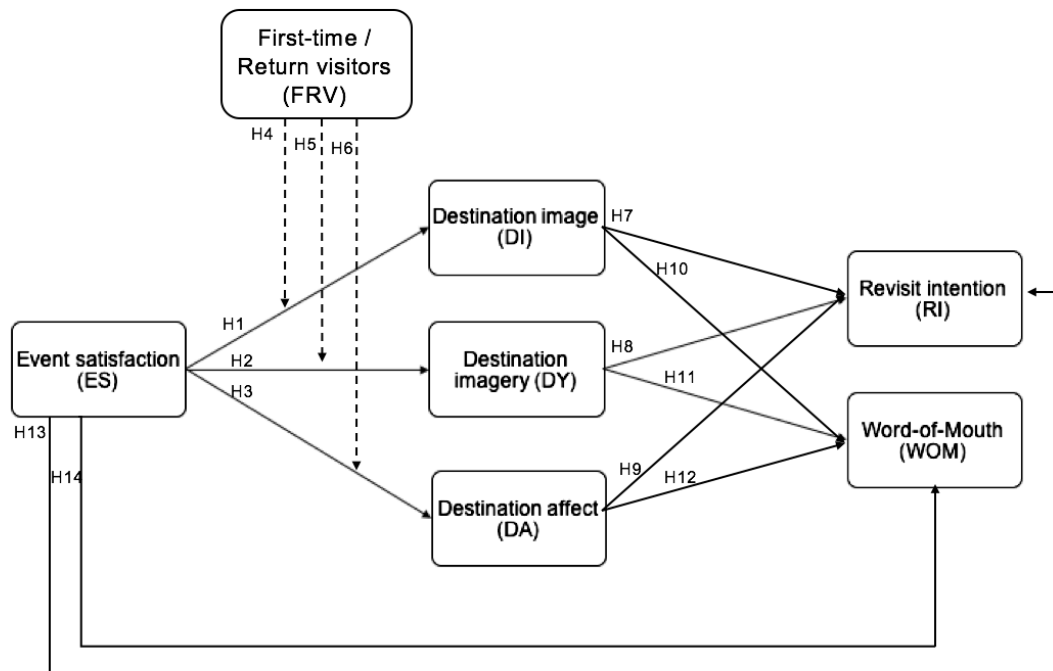 First-time /
Return visitors
(FRV)
H4
H5
H6
Destination image
(DI)
H7
H10
Revisit intention
(RI)
H1
Event satisfaction
(ES)
H2
H3
Destination
imagery (DY)
H8
H11
Word-of-Mouth
(WOM)
H13
H14
H9
H12
Destination affect
(DA)